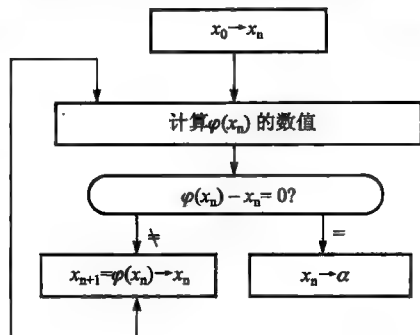 x₀→xₙ
计算φ(xₙ) 的数值
φ(xₙ) – xₙ= 0?
≠ =
xₙ₊₁=φ(xₙ)→xₙ xₙ→α